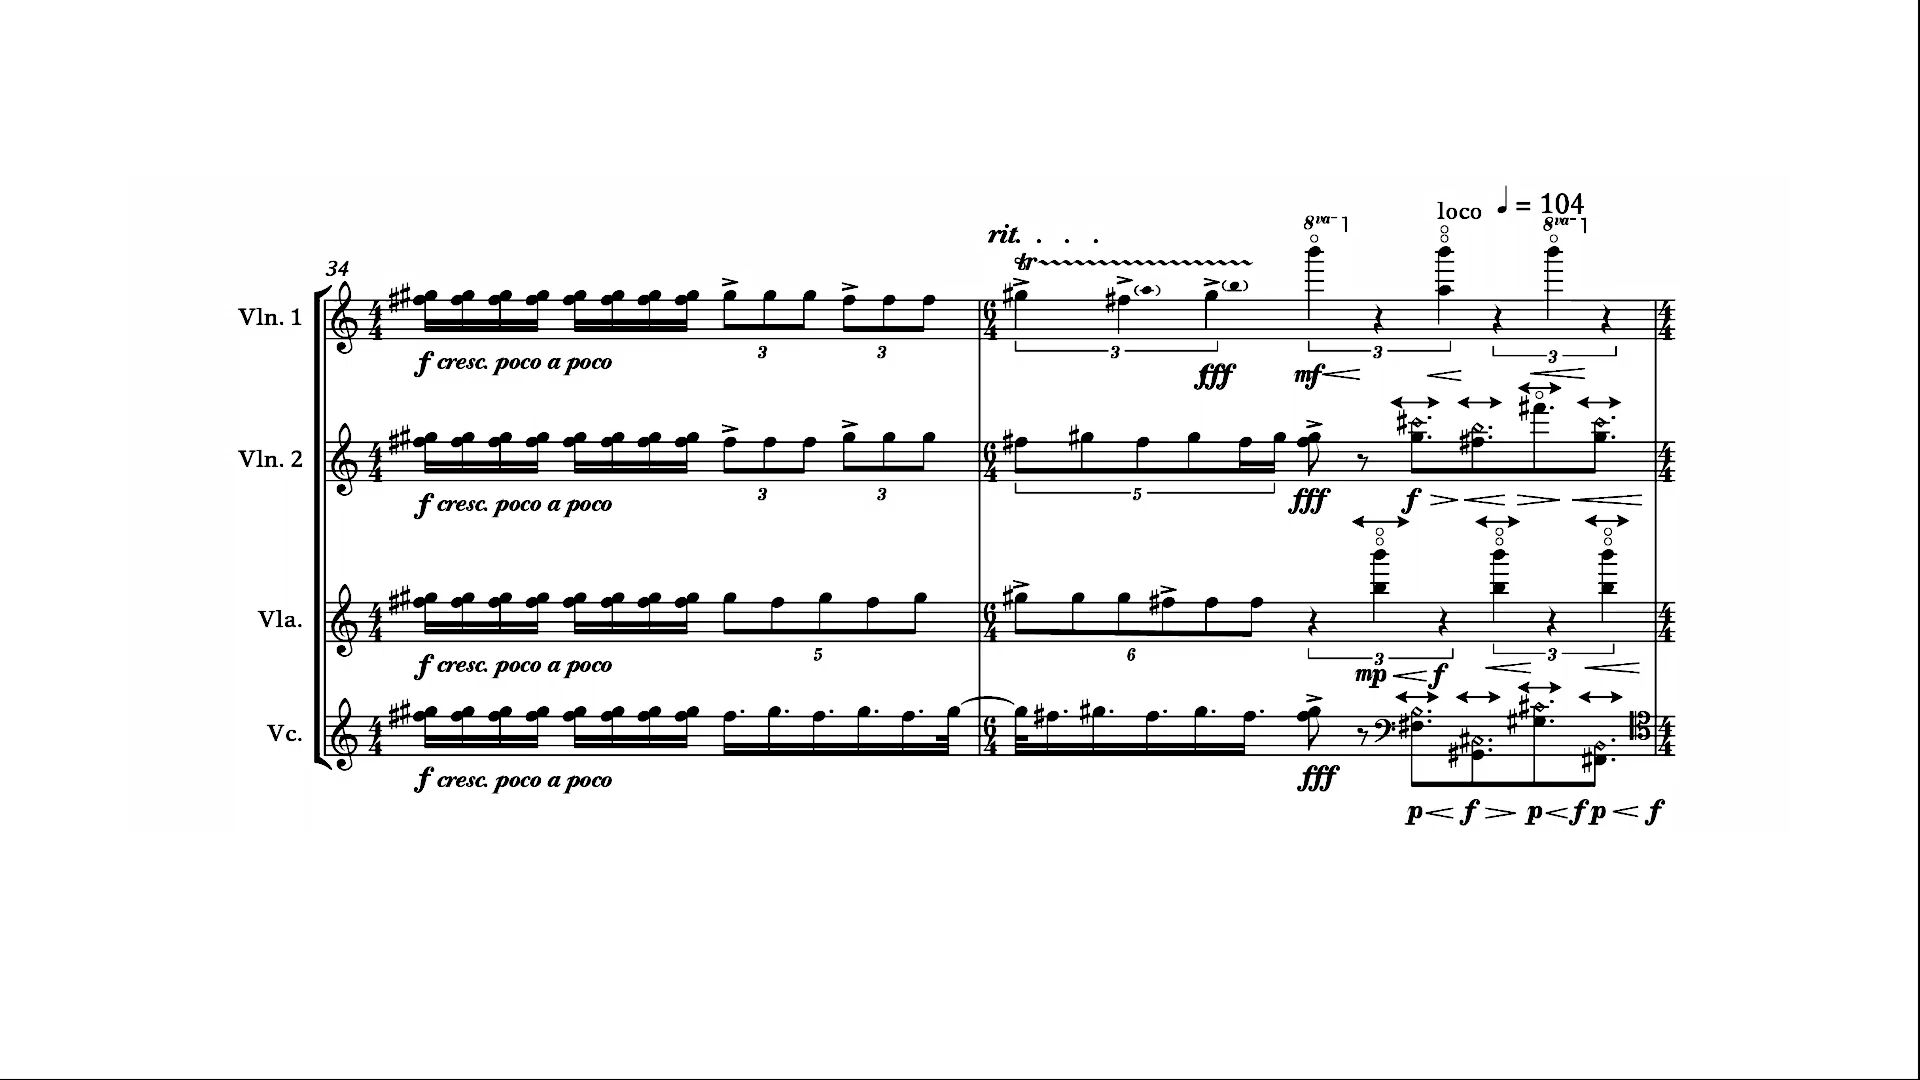 loco ♩ = 104
rit. . . .
8va 8va
34
tr
Vln. 1
3 3 3 3 3
f cresc. poco a poco fff mf
Vln. 2
3 3 5
f cresc. poco a poco fff f
Vla.
5 6 3 3
f cresc. poco a poco mp f
Vc.
f cresc. poco a poco fff
p f p f p f